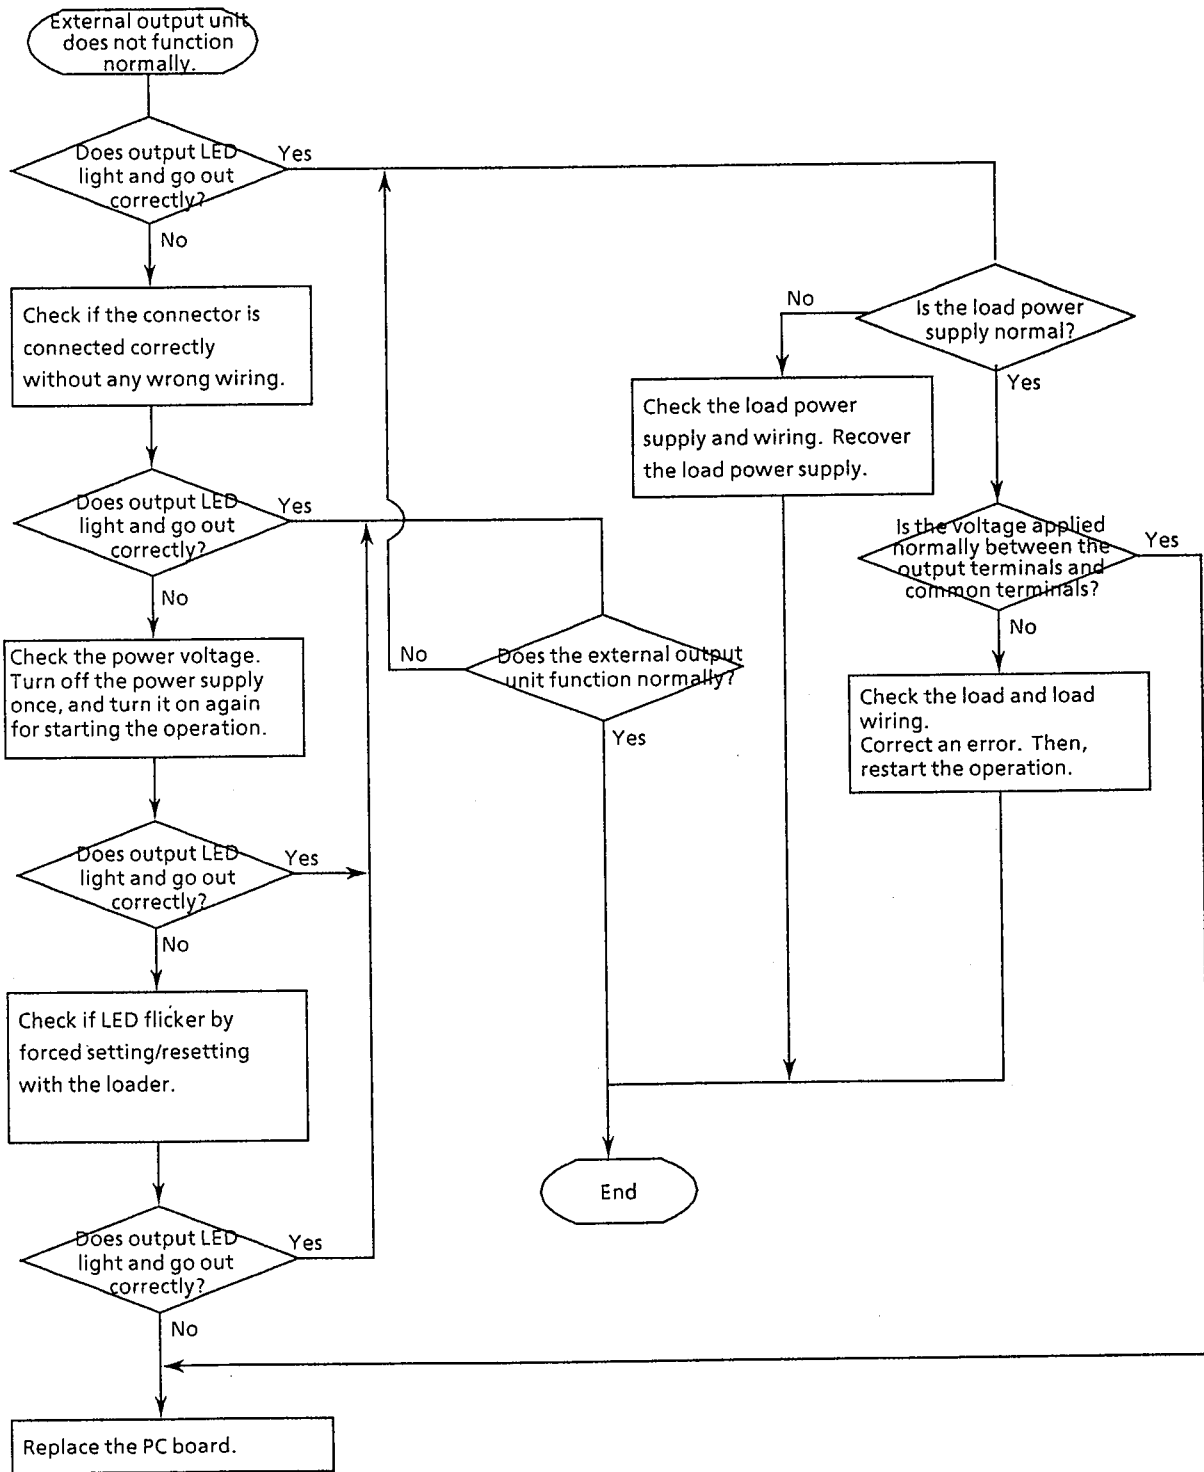 External output unit
does not function
normally.
Does output LED
light and go out
correctly?
Yes
No
Check if the connector is
connected correctly
without any wrong wiring.
Does output LED
light and go out
correctly?
Yes
No
Check the power voltage.
Turn off the power supply
once, and turn it on again
for starting the operation.
Does output LED
light and go out
correctly?
Yes
No
Check if LED flicker by
forced setting/resetting
with the loader.
Does output LED
light and go out
correctly?
Yes
No
Replace the PC board.
Does the external output
unit function normally?
No
Yes
Is the load power
supply normal?
No
Yes
Check the load power
supply and wiring. Recover
the load power supply.
Is the voltage applied
normally between the
output terminals and
common terminals?
Yes
No
Check the load and load
wiring.
Correct an error. Then,
restart the operation.
End